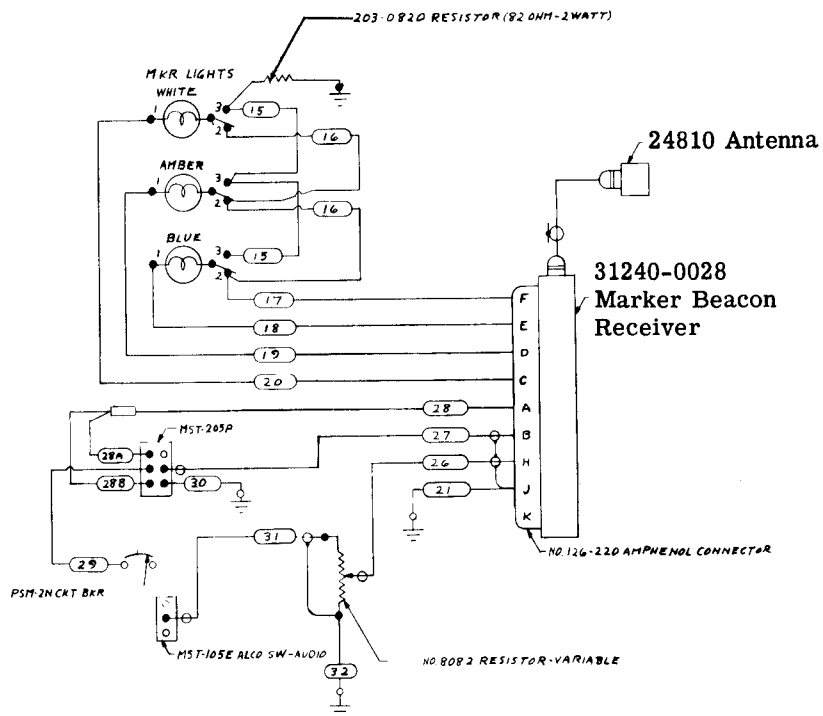 203-0820 RESISTOR (82 OHM-2WATT)
MKR LIGHTS
WHITE
1
3
2
15
16
24810 Antenna
AMBER
1
3
2
16
BLUE
1
3
2
15
31240-0028
Marker Beacon
Receiver
17
F
18
E
19
D
20
C
28
A
MST-205P
27
B
28A
26
H
28B
30
21
J
K
31
NO. 126-220 AMPHENOL CONNECTOR
29
PSM-2N CKT BKR
MST-105E ALCO SW-AUDIO
NO. 8082 RESISTOR-VARIABLE
32